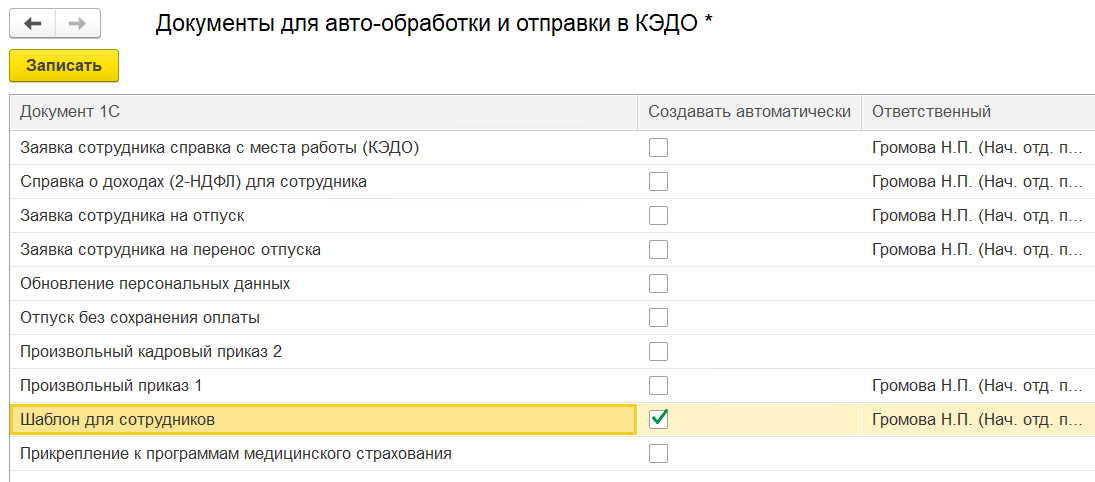 Документы для авто-обработки и отправки в КЭДО *
Записать
Документ 1С Создавать автоматически Ответственный
Заявка сотрудника справка с места работы (КЭДО) Громова Н.П. (Нач. отд. п...
Справка о доходах (2-НДФЛ) для сотрудника Громова Н.П. (Нач. отд. п...
Заявка сотрудника на отпуск Громова Н.П. (Нач. отд. п...
Заявка сотрудника на перенос отпуска Громова Н.П. (Нач. отд. п...
Обновление персональных данных
Отпуск без сохранения оплаты
Произвольный кадровый приказ 2
Произвольный приказ 1 Громова Н.П. (Нач. отд. п...
Шаблон для сотрудников Громова Н.П. (Нач. отд. п...
Прикрепление к программам медицинского страхования